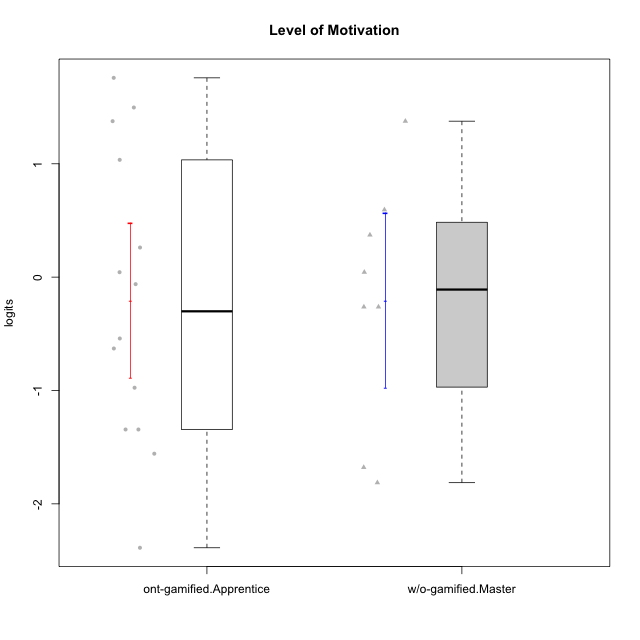 Level of Motivation
logits
1
0
-1
-2
ont-gamified.Apprentice
w/o-gamified.Master